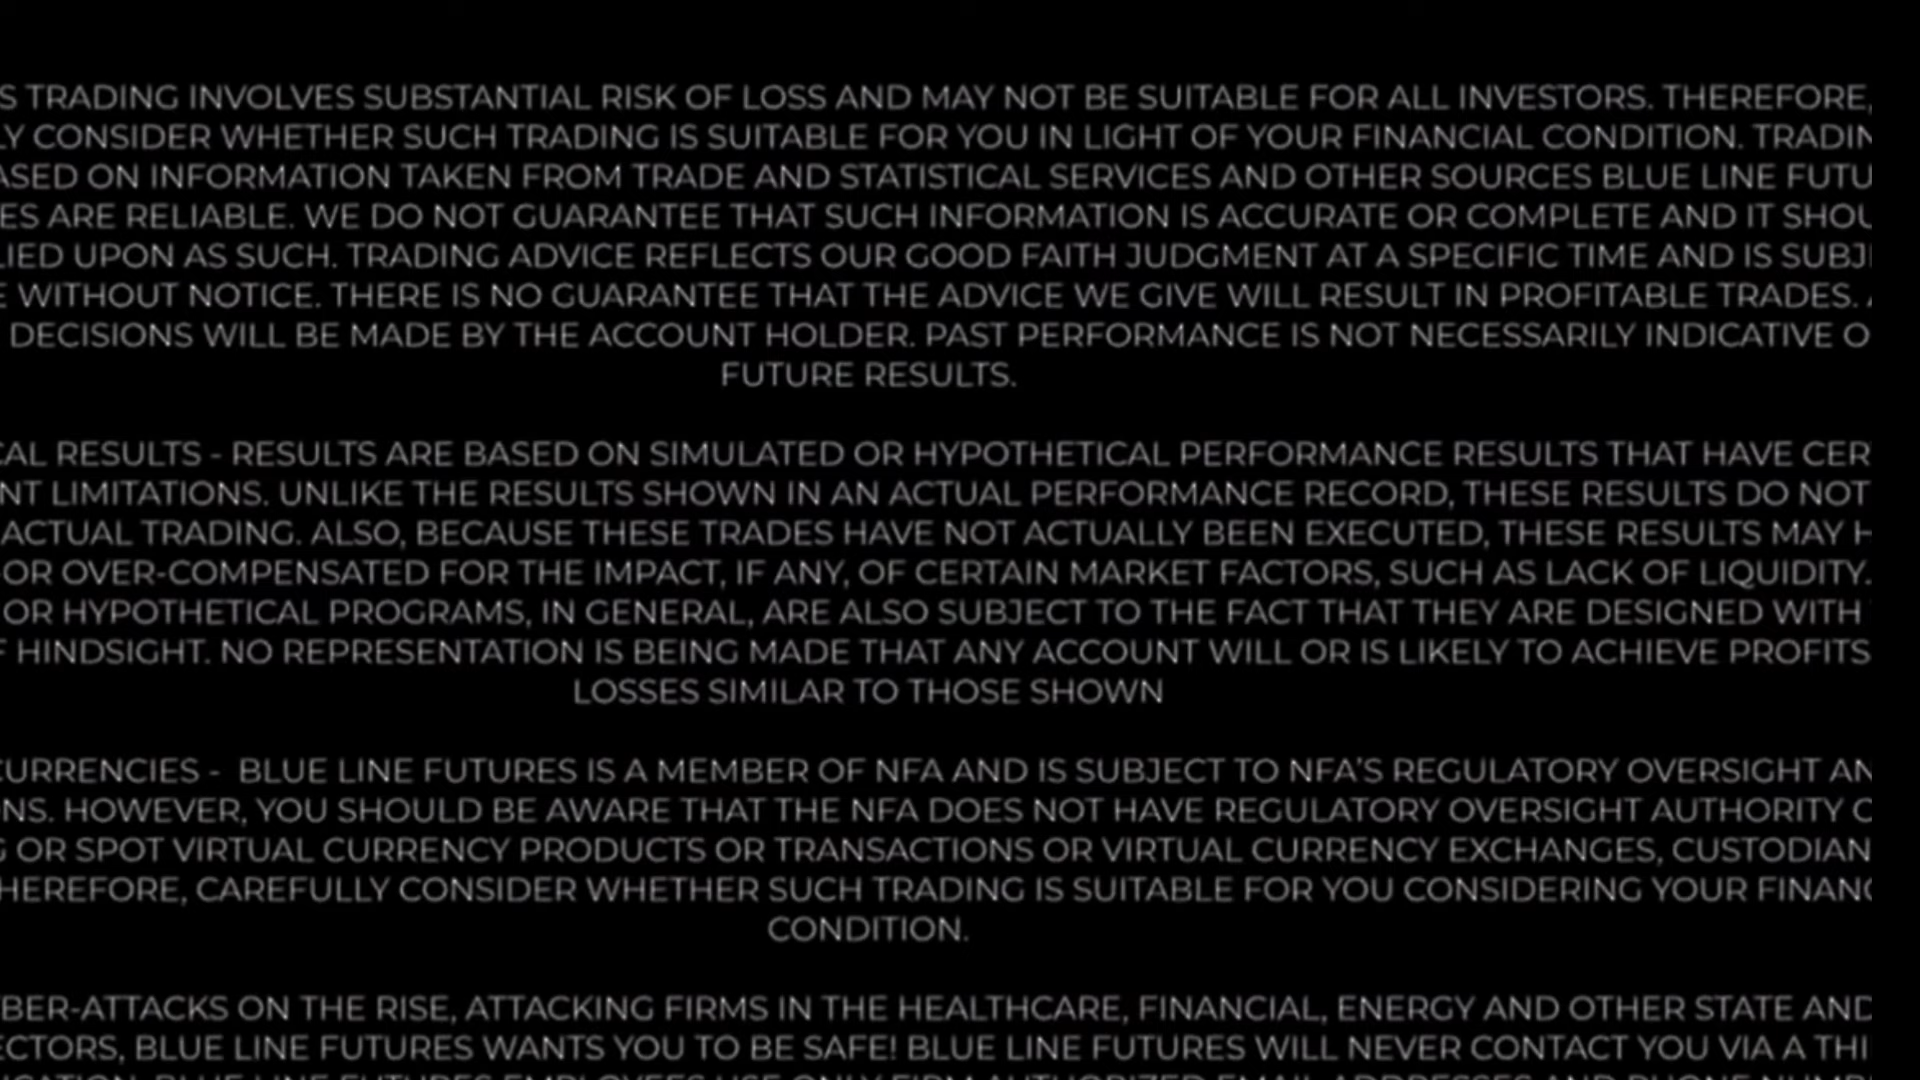 S TRADING INVOLVES SUBSTANTIAL RISK OF LOSS AND MAY NOT BE SUITABLE FOR ALL INVESTORS. THEREFORE,
LY CONSIDER WHETHER SUCH TRADING IS SUITABLE FOR YOU IN LIGHT OF YOUR FINANCIAL CONDITION. TRADIN
ASED ON INFORMATION TAKEN FROM TRADE AND STATISTICAL SERVICES AND OTHER SOURCES BLUE LINE FUTU
ES ARE RELIABLE. WE DO NOT GUARANTEE THAT SUCH INFORMATION IS ACCURATE OR COMPLETE AND IT SHOU
LIED UPON AS SUCH. TRADING ADVICE REFLECTS OUR GOOD FAITH JUDGMENT AT A SPECIFIC TIME AND IS SUBJ
E WITHOUT NOTICE. THERE IS NO GUARANTEE THAT THE ADVICE WE GIVE WILL RESULT IN PROFITABLE TRADES.
DECISIONS WILL BE MADE BY THE ACCOUNT HOLDER. PAST PERFORMANCE IS NOT NECESSARILY INDICATIVE O
FUTURE RESULTS.
CAL RESULTS - RESULTS ARE BASED ON SIMULATED OR HYPOTHETICAL PERFORMANCE RESULTS THAT HAVE CER
NT LIMITATIONS. UNLIKE THE RESULTS SHOWN IN AN ACTUAL PERFORMANCE RECORD, THESE RESULTS DO NOT
ACTUAL TRADING. ALSO, BECAUSE THESE TRADES HAVE NOT ACTUALLY BEEN EXECUTED, THESE RESULTS MAY H
-OR OVER-COMPENSATED FOR THE IMPACT, IF ANY, OF CERTAIN MARKET FACTORS, SUCH AS LACK OF LIQUIDITY.
OR HYPOTHETICAL PROGRAMS, IN GENERAL, ARE ALSO SUBJECT TO THE FACT THAT THEY ARE DESIGNED WITH
F HINDSIGHT. NO REPRESENTATION IS BEING MADE THAT ANY ACCOUNT WILL OR IS LIKELY TO ACHIEVE PROFITS
LOSSES SIMILAR TO THOSE SHOWN
CURRENCIES - BLUE LINE FUTURES IS A MEMBER OF NFA AND IS SUBJECT TO NFA'S REGULATORY OVERSIGHT AN
ONS. HOWEVER, YOU SHOULD BE AWARE THAT THE NFA DOES NOT HAVE REGULATORY OVERSIGHT AUTHORITY O
G OR SPOT VIRTUAL CURRENCY PRODUCTS OR TRANSACTIONS OR VIRTUAL CURRENCY EXCHANGES, CUSTODIAN
HEREFORE, CAREFULLY CONSIDER WHETHER SUCH TRADING IS SUITABLE FOR YOU CONSIDERING YOUR FINANC
CONDITION.
BER-ATTACKS ON THE RISE, ATTACKING FIRMS IN THE HEALTHCARE, FINANCIAL, ENERGY AND OTHER STATE AND
ECTORS, BLUE LINE FUTURES WANTS YOU TO BE SAFE! BLUE LINE FUTURES WILL NEVER CONTACT YOU VIA A THI